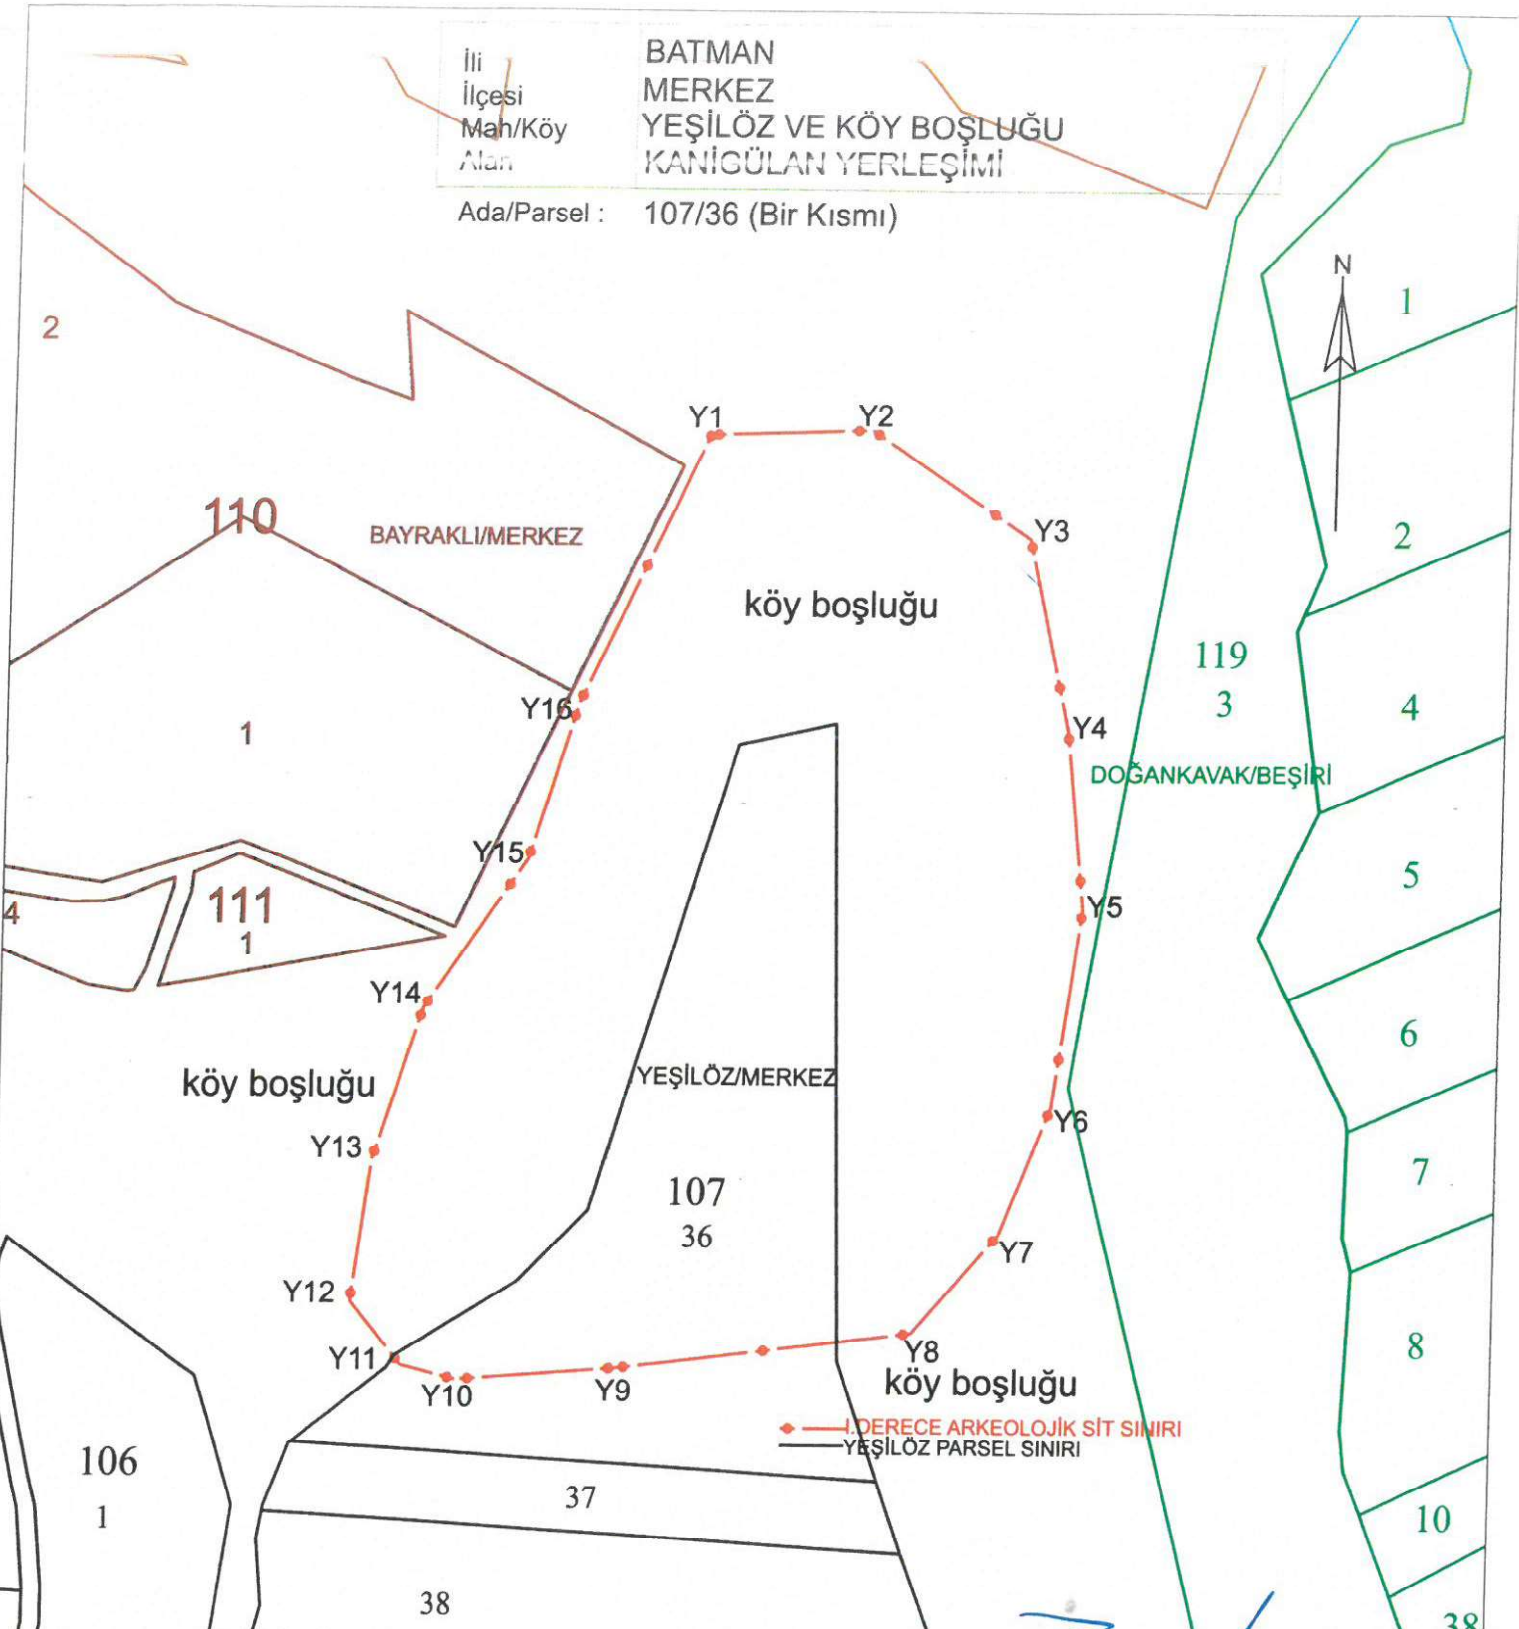 İli BATMAN
İlçesi MERKEZ
Mah/Köy YEŞİLÖZ VE KÖY BOŞLUĞU
Alan KANİGÜLAN YERLEŞİMİ
Ada/Parsel : 107/36 (Bir Kısmı)
N
1
2
Y1
Y2
110
BAYRAKLI/MERKEZ
Y3
2
köy boşluğu
119
3
Y16
4
1
Y4
DOĞANKAVAK/BEŞİRİ
Y15
5
4
111
1
Y5
Y14
6
köy boşluğu
YEŞİLÖZ/MERKEZ
Y6
Y13
7
107
36
Y7
Y12
8
Y11
Y8
Y10
Y9
köy boşluğu
I.DERECE ARKEOLOJİK SİT SINIRI
YEŞİLÖZ PARSEL SINIRI
106
1
37
10
38
38